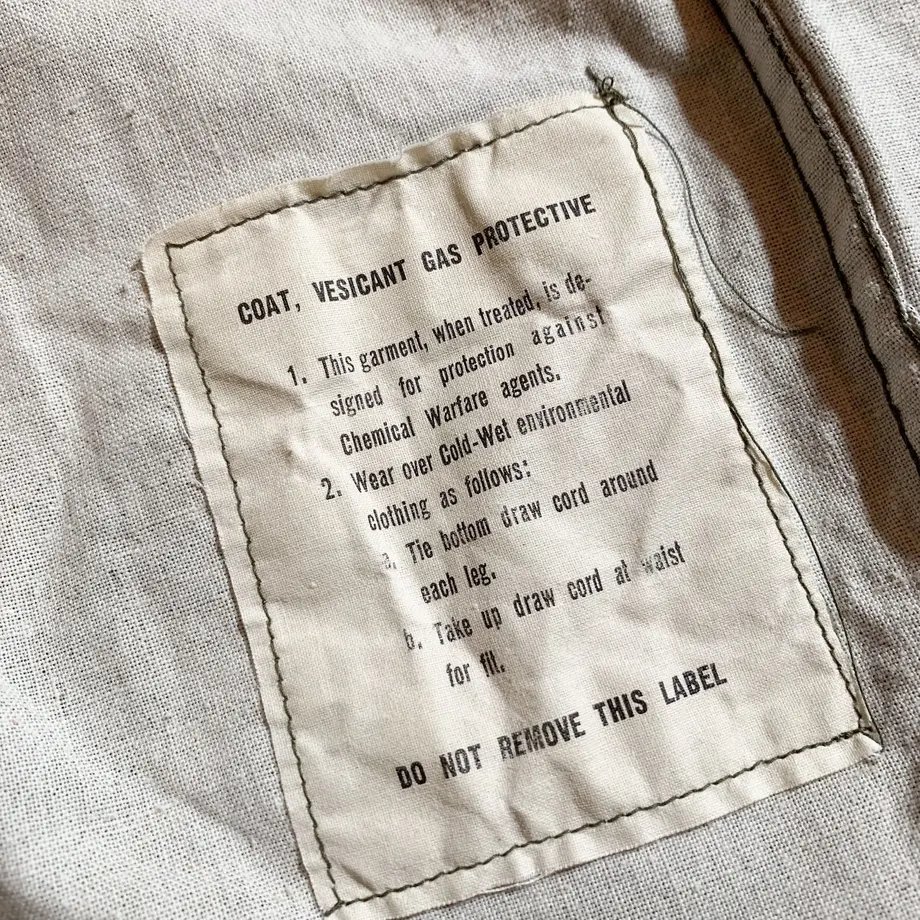 COAT, VESICANT GAS PROTECTIVE
1. This garment, when treated, is de-
signed for protection against
Chemical Warfare agents.
2. Wear over Cold-Wet environmental
clothing as follows:
a. Tie bottom draw cord around
each leg.
b. Take up draw cord at waist
for fit.
DO NOT REMOVE THIS LABEL